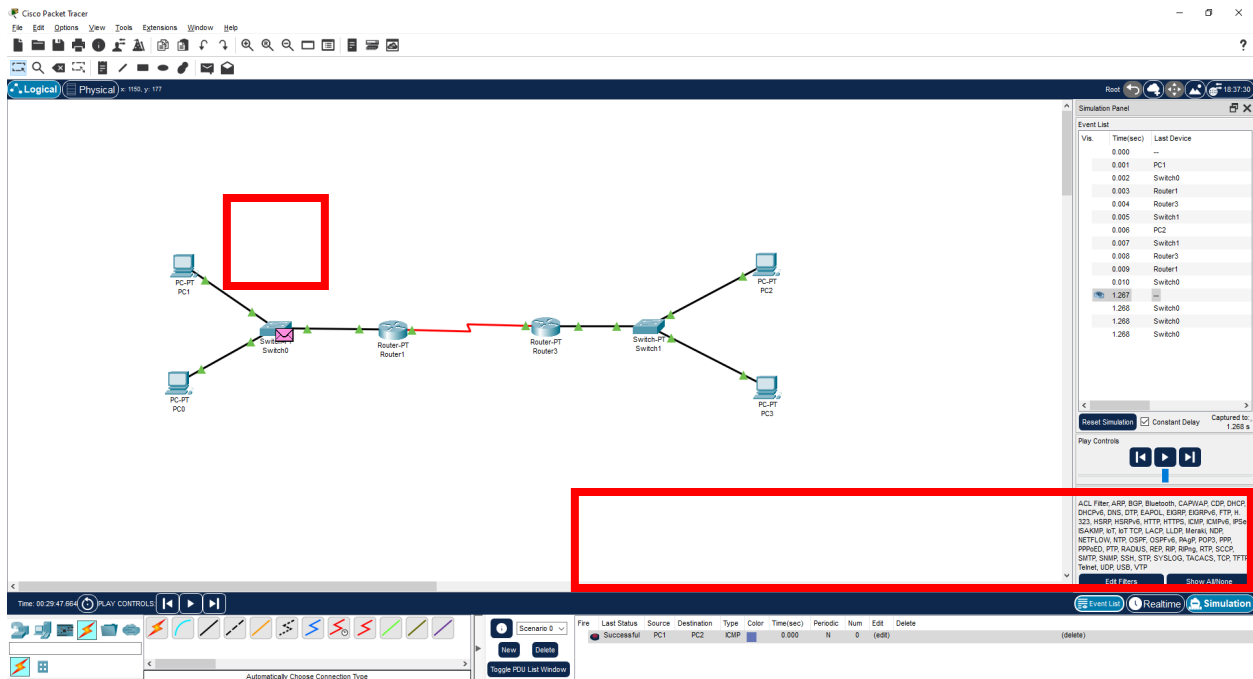 Cisco Packet Tracer
File Edit Options View Tools Extensions Window Help
?
Logical Physical x: 1150, y: 177 Root 18:37:30
Simulation Panel
Event List
Vis. Time(sec) Last Device
0.000 --
0.001 PC1
0.002 Switch0
0.003 Router1
0.004 Router3
0.005 Switch1
0.006 PC2
0.007 Switch1
0.008 Router3
0.009 Router1
0.010 Switch0
1.267 --
1.268 Switch0
1.268 Switch0
1.268 Switch0
Reset Simulation Constant Delay Captured to:
1.268 s
Play Controls
ACL Filter, ARP, BGP, Bluetooth, CAPWAP, CDP, DHCP,
DHCPv6, DNS, DTP, EAPOL, EIGRP, EIGRPv6, FTP, H.
323, HSRP, HSRPv6, HTTP, HTTPS, ICMP, ICMPv6, IPSe
ISAKMP, IoT, IoT TCP, LACP, LLDP, Meraki, NDP,
NETFLOW, NTP, OSPF, OSPFv6, PAgP, POP3, PPP,
PPPoED, PTP, RADIUS, REP, RIP, RIPng, RTP, SCCP,
SMTP, SNMP, SSH, STP, SYSLOG, TACACS, TCP, TFTP
Telnet, UDP, USB, VTP
Edit Filters Show All/None
PC-PT
PC1
PC-PT
PC2
Switch0
Router-PT
Router1
Router-PT
Router3
Switch-PT
Switch1
PC-PT
PC0
PC-PT
PC3
Time: 00:29:47.664 PLAY CONTROLS: Event List Realtime Simulation
Scenario 0
New Delete
Toggle PDU List Window
Fire Last Status Source Destination Type Color Time(sec) Periodic Num Edit Delete
Successful PC1 PC2 ICMP 0.000 N 0 (edit) (delete)
Automatically Choose Connection Type